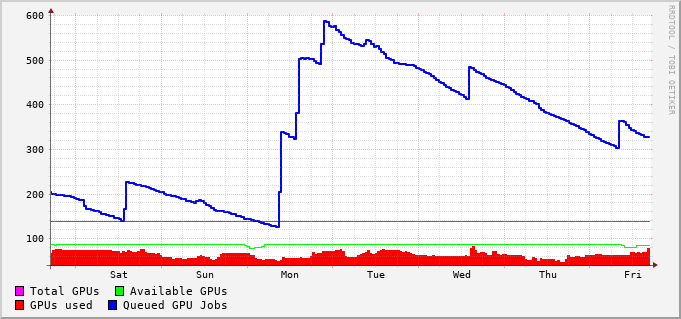 RRDTOOL / TOBI OETIKER
600
500
400
300
200
100
Sat Sun Mon Tue Wed Thu Fri
Total GPUs Available GPUs
GPUs used Queued GPU Jobs